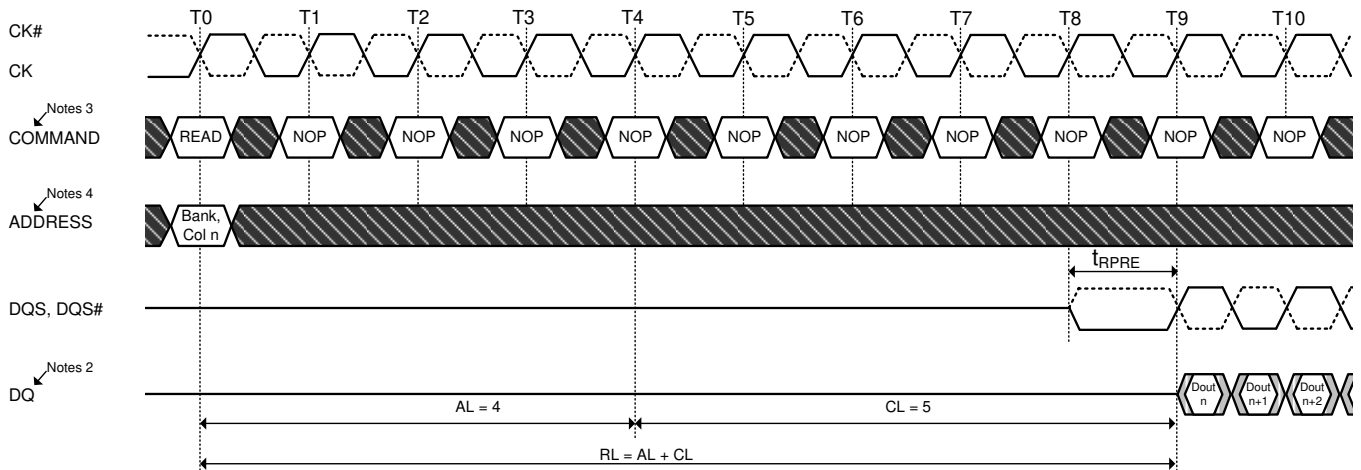 T0 T1 T2 T3 T4 T5 T6 T7 T8 T9 T10
CK#
CK
Notes 3
COMMAND
READ NOP NOP NOP NOP NOP NOP NOP NOP NOP NOP
Notes 4
ADDRESS
Bank,
Col n
tRPRE
DQS, DQS#
Notes 2
DQ
Dout
n
Dout
n+1
Dout
n+2
AL = 4
CL = 5
RL = AL + CL